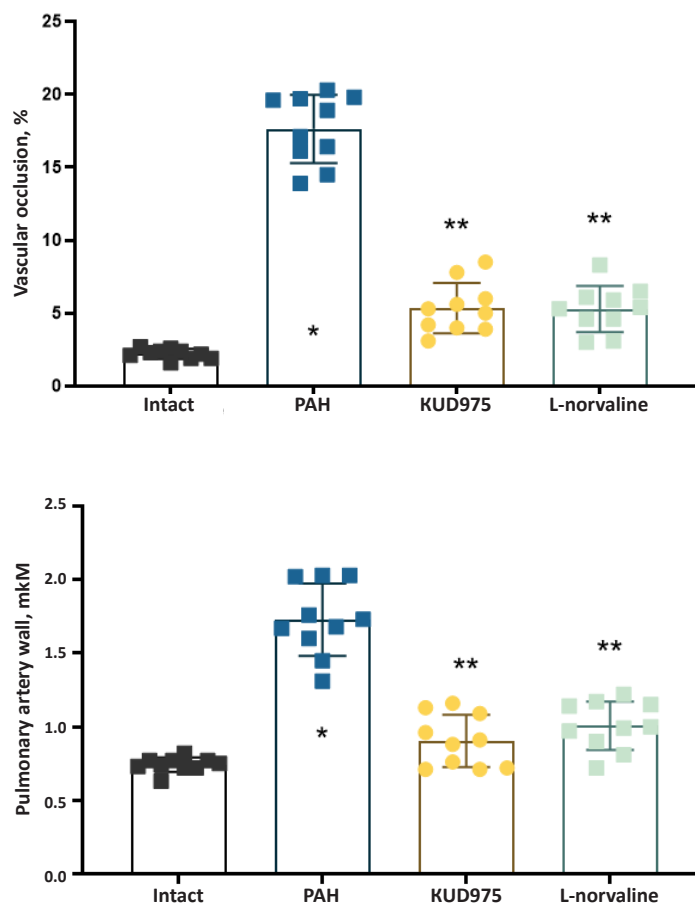 Vascular occlusion, %
25
20
15
10
5
0
*
**
**
Intact
PAH
KUD975
L-norvaline
Pulmonary artery wall, mkM
2.5
2.0
1.5
1.0
0.5
0.0
*
**
**
Intact
PAH
KUD975
L-norvaline